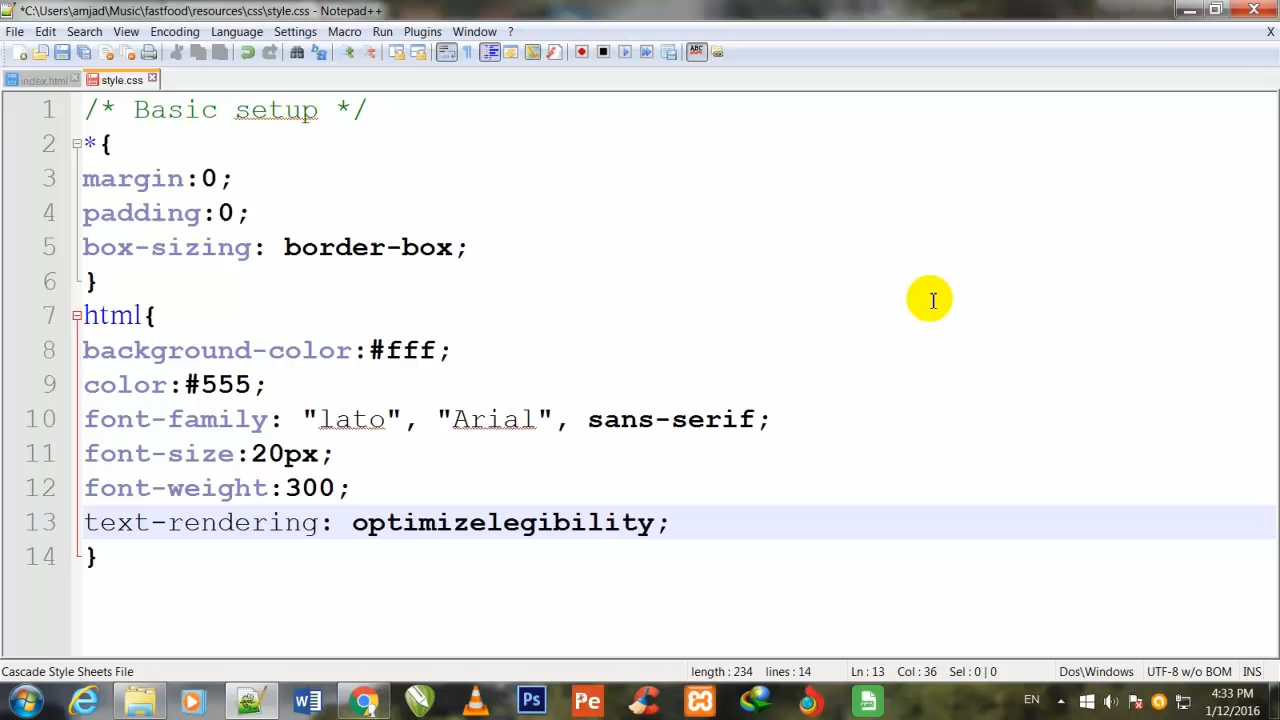 *C:\Users\amjad\Music\fastfood\resources\css\style.css - Notepad++
File Edit Search View Encoding Language Settings Macro Run Plugins Window ? X
index.html style.css
1 /* Basic setup */
2 *{
3 margin:0;
4 padding:0;
5 box-sizing: border-box;
6 }
7 html{
8 background-color:#fff;
9 color:#555;
10 font-family: "lato", "Arial", sans-serif;
11 font-size:20px;
12 font-weight:300;
13 text-rendering: optimizelegibility;
14 }
Cascade Style Sheets File length : 234 lines : 14 Ln : 13 Col : 36 Sel : 0 | 0 Dos\Windows UTF-8 w/o BOM INS
Ps Pe EN 4:33 PM
1/12/2016